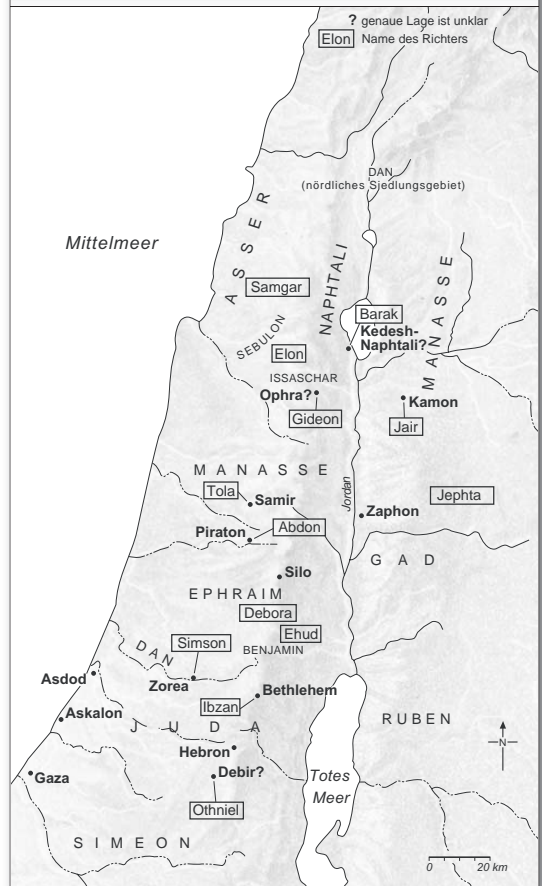 ? genaue Lage ist unklar
Elon Name des Richters
DAN
(nördliches Siedlungsgebiet)
ASSER
Mittelmeer
NAPHTALI
MANASSE
Samgar
Barak
Kedesh-
Naphtali?
SEBULON
Elon
ISSASCHAR
Ophra?
Kamon
Gideon
Jair
MANASSE
Tola
Samir
Jordan
Jephta
Zaphon
Piraton
Abdon
GAD
Silo
EPHRAIM
Debora
Ehud
Simson
DAN
BENJAMIN
Asdod
Zorea
Bethlehem
Ibzan
Askalon
JUDA
RUBEN
Hebron
N
Gaza
Debir?
Totes
Meer
Othniel
SIMEON
0 20 km